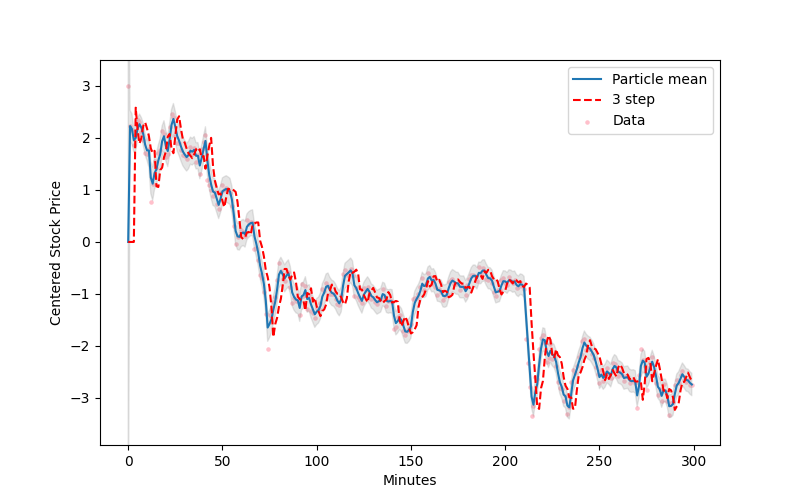 Particle mean
3 step
Data
3
2
1
0
−1
−2
−3
Centered Stock Price
0
50
100
150
200
250
300
Minutes